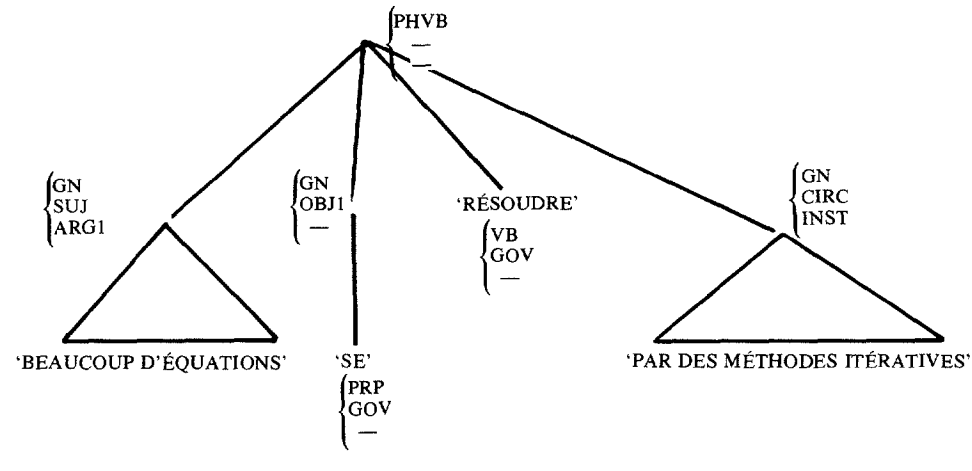 PHVB
—
—
GN
SUJ
ARG1
GN
OBJ1
—
‘RÉSOUDRE’
VB
GOV
—
GN
CIRC
INST
‘BEAUCOUP D’ÉQUATIONS’
‘SE’
PRP
GOV
—
‘PAR DES MÉTHODES ITÉRATIVES’